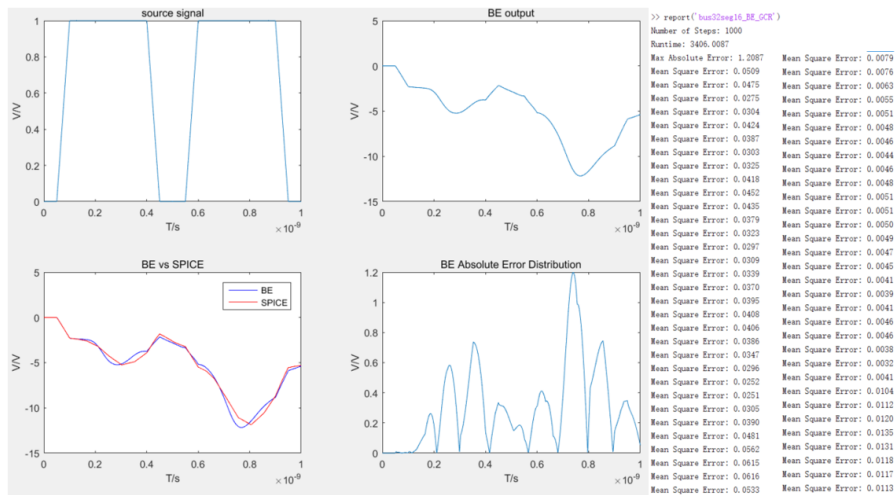 source signal
V/V
1
0.8
0.6
0.4
0.2
0
0 0.2 0.4 0.6 0.8 1
T/s
×10⁻⁹
BE output
V/V
5
0
-5
-10
-15
0 0.2 0.4 0.6 0.8 1
T/s
×10⁻⁹
BE vs SPICE
V/V
5
0
-5
-10
-15
BE
SPICE
0 0.2 0.4 0.6 0.8 1
T/s
×10⁻⁹
BE Absolute Error Distribution
V/V
1.2
1
0.8
0.6
0.4
0.2
0
0 0.2 0.4 0.6 0.8 1
T/s
×10⁻⁹
>> report('bus32seg16_BE_GCR')
Number of Steps: 1000
Runtime: 3406.0087
Max Absolute Error: 1.2087
Mean Square Error: 0.0509
Mean Square Error: 0.0475
Mean Square Error: 0.0275
Mean Square Error: 0.0304
Mean Square Error: 0.0424
Mean Square Error: 0.0387
Mean Square Error: 0.0303
Mean Square Error: 0.0325
Mean Square Error: 0.0418
Mean Square Error: 0.0452
Mean Square Error: 0.0435
Mean Square Error: 0.0379
Mean Square Error: 0.0323
Mean Square Error: 0.0297
Mean Square Error: 0.0309
Mean Square Error: 0.0339
Mean Square Error: 0.0370
Mean Square Error: 0.0395
Mean Square Error: 0.0408
Mean Square Error: 0.0406
Mean Square Error: 0.0386
Mean Square Error: 0.0347
Mean Square Error: 0.0296
Mean Square Error: 0.0252
Mean Square Error: 0.0251
Mean Square Error: 0.0305
Mean Square Error: 0.0390
Mean Square Error: 0.0481
Mean Square Error: 0.0562
Mean Square Error: 0.0615
Mean Square Error: 0.0616
Mean Square Error: 0.0533
Mean Square Error: 0.0079
Mean Square Error: 0.0076
Mean Square Error: 0.0063
Mean Square Error: 0.0055
Mean Square Error: 0.0051
Mean Square Error: 0.0048
Mean Square Error: 0.0046
Mean Square Error: 0.0044
Mean Square Error: 0.0046
Mean Square Error: 0.0048
Mean Square Error: 0.0051
Mean Square Error: 0.0051
Mean Square Error: 0.0050
Mean Square Error: 0.0049
Mean Square Error: 0.0047
Mean Square Error: 0.0045
Mean Square Error: 0.0041
Mean Square Error: 0.0039
Mean Square Error: 0.0041
Mean Square Error: 0.0046
Mean Square Error: 0.0046
Mean Square Error: 0.0038
Mean Square Error: 0.0032
Mean Square Error: 0.0041
Mean Square Error: 0.0104
Mean Square Error: 0.0112
Mean Square Error: 0.0120
Mean Square Error: 0.0135
Mean Square Error: 0.0131
Mean Square Error: 0.0118
Mean Square Error: 0.0117
Mean Square Error: 0.0113